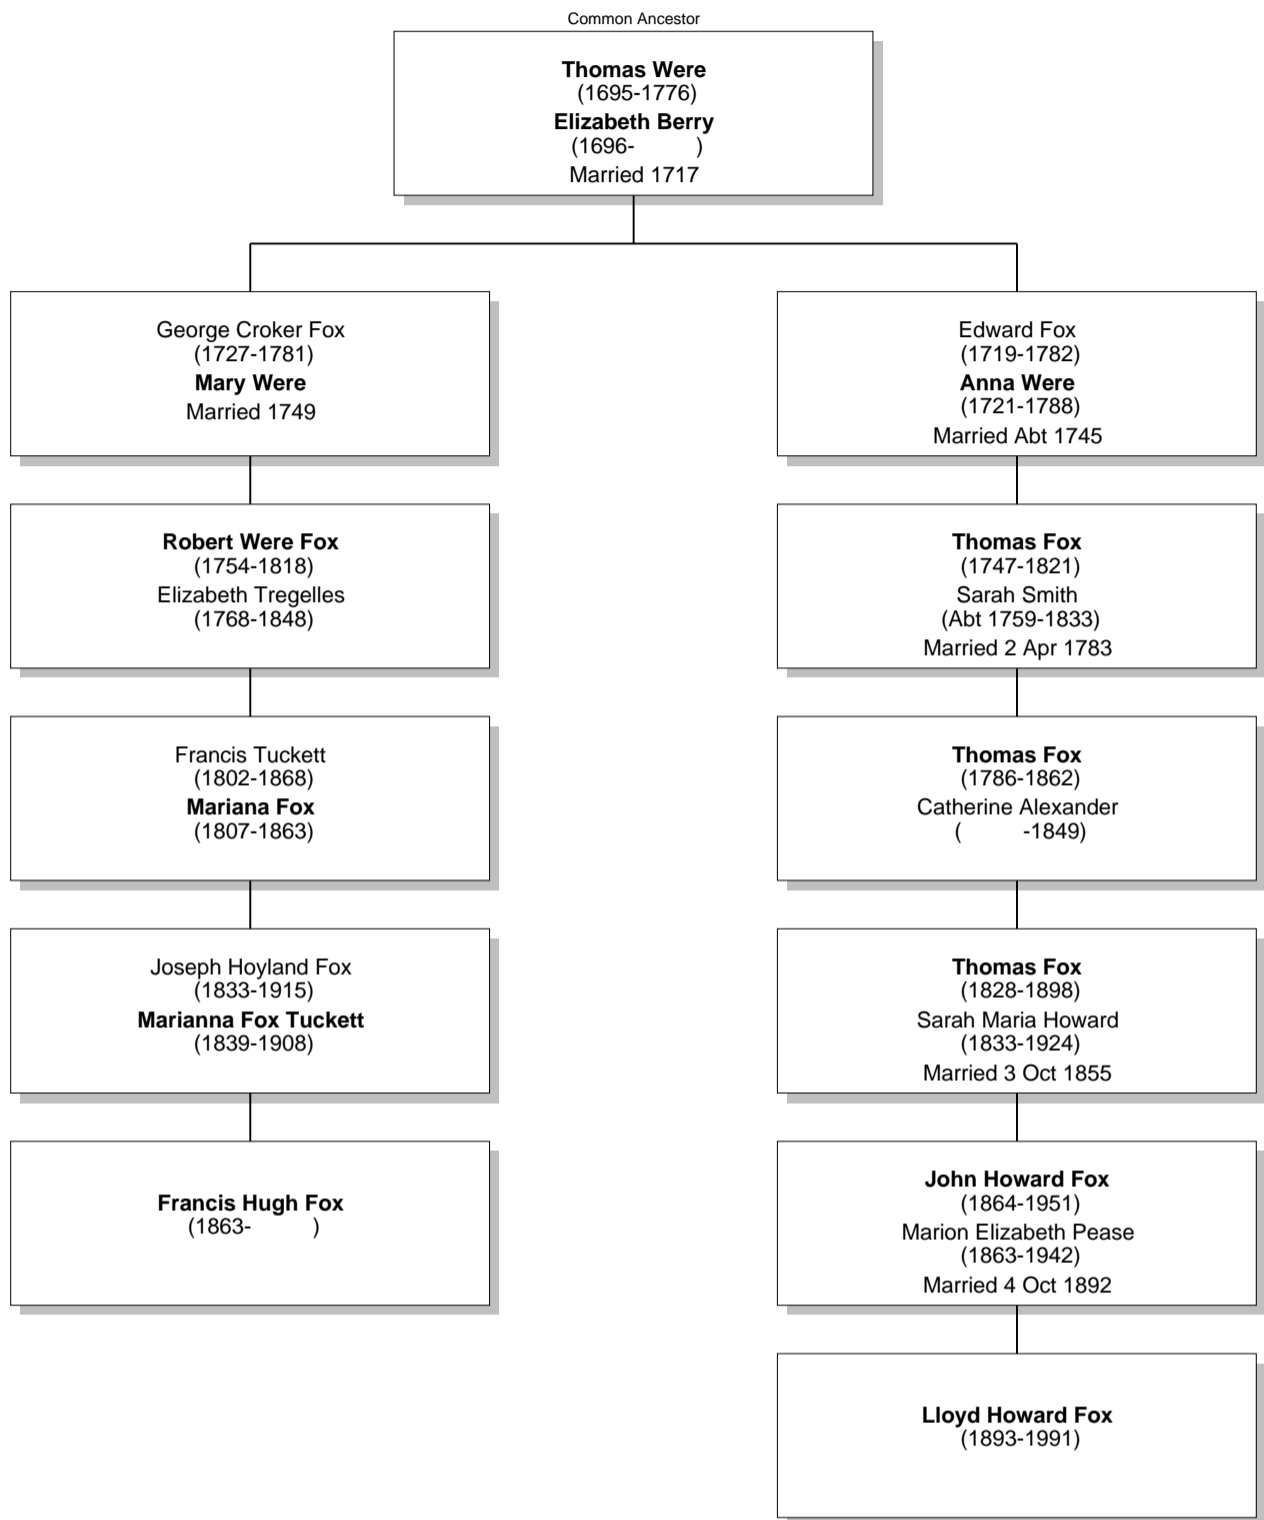 Common Ancestor
Thomas Were
(1695-1776)
Elizabeth Berry
(1696- )
Married 1717
George Croker Fox
(1727-1781)
Mary Were
Married 1749
Edward Fox
(1719-1782)
Anna Were
(1721-1788)
Married Abt 1745
Robert Were Fox
(1754-1818)
Elizabeth Tregelles
(1768-1848)
Thomas Fox
(1747-1821)
Sarah Smith
(Abt 1759-1833)
Married 2 Apr 1783
Francis Tuckett
(1802-1868)
Mariana Fox
(1807-1863)
Thomas Fox
(1786-1862)
Catherine Alexander
( -1849)
Joseph Hoyland Fox
(1833-1915)
Marianna Fox Tuckett
(1839-1908)
Thomas Fox
(1828-1898)
Sarah Maria Howard
(1833-1924)
Married 3 Oct 1855
Francis Hugh Fox
(1863- )
John Howard Fox
(1864-1951)
Marion Elizabeth Pease
(1863-1942)
Married 4 Oct 1892
Lloyd Howard Fox
(1893-1991)